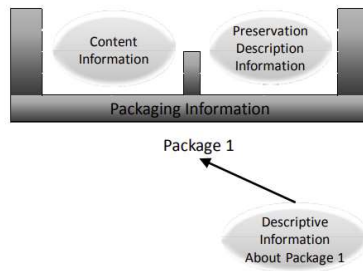 Content
Information
Preservation
Description
Information
Packaging Information
Package 1
Descriptive
Information
About Package 1